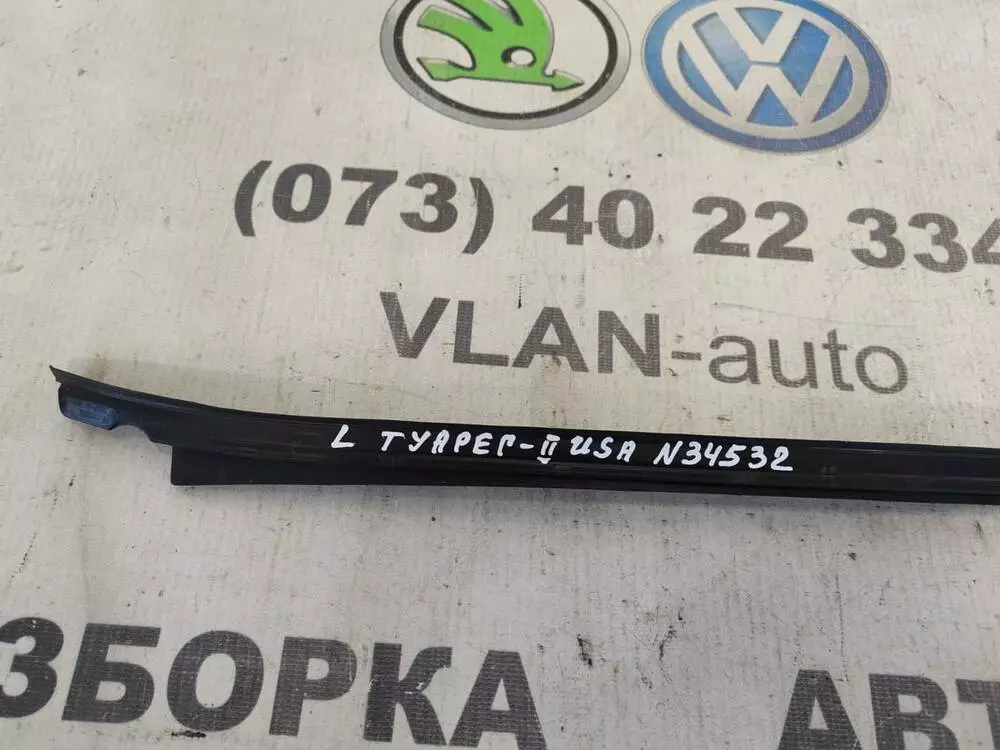 (073) 40 22 334
VLAN-auto
L ТУАРЕГ-II USA N34532
ЗБОРКА АВТ